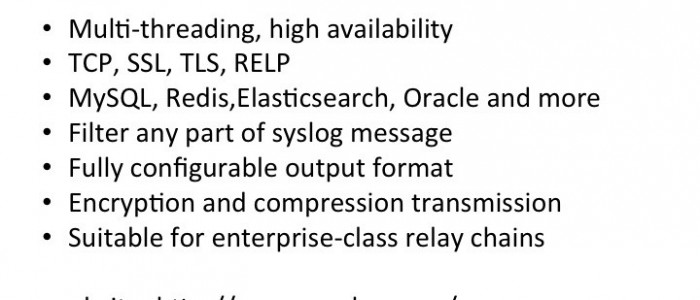 • Multi-threading, high availability
• TCP, SSL, TLS, RELP
• MySQL, Redis,Elasticsearch, Oracle and more
• Filter any part of syslog message
• Fully configurable output format
• Encryption and compression transmission
• Suitable for enterprise-class relay chains